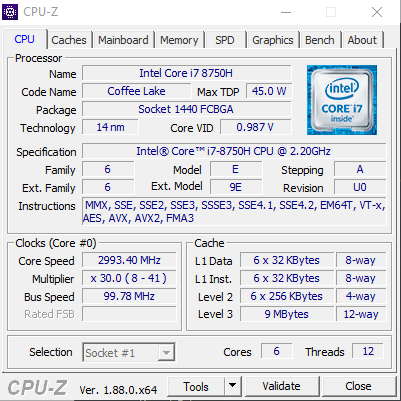 CPU-Z
CPU Caches Mainboard Memory SPD Graphics Bench About
Processor
Name Intel Core i7 8750H
Code Name Coffee Lake Max TDP 45.0 W
Package Socket 1440 FCBGA
Technology 14 nm Core VID 0.987 V
intel
CORE i7
inside™
Specification Intel® Core™ i7-8750H CPU @ 2.20GHz
Family 6 Model E Stepping A
Ext. Family 6 Ext. Model 9E Revision U0
Instructions MMX, SSE, SSE2, SSE3, SSSE3, SSE4.1, SSE4.2, EM64T, VT-x,
AES, AVX, AVX2, FMA3
Clocks (Core #0)
Core Speed 2993.40 MHz
Multiplier x 30.0 ( 8 - 41 )
Bus Speed 99.78 MHz
Rated FSB
Cache
L1 Data 6 x 32 KBytes 8-way
L1 Inst. 6 x 32 KBytes 8-way
Level 2 6 x 256 KBytes 4-way
Level 3 9 MBytes 12-way
Selection Socket #1 Cores 6 Threads 12
CPU-Z Ver. 1.88.0.x64 Tools Validate Close